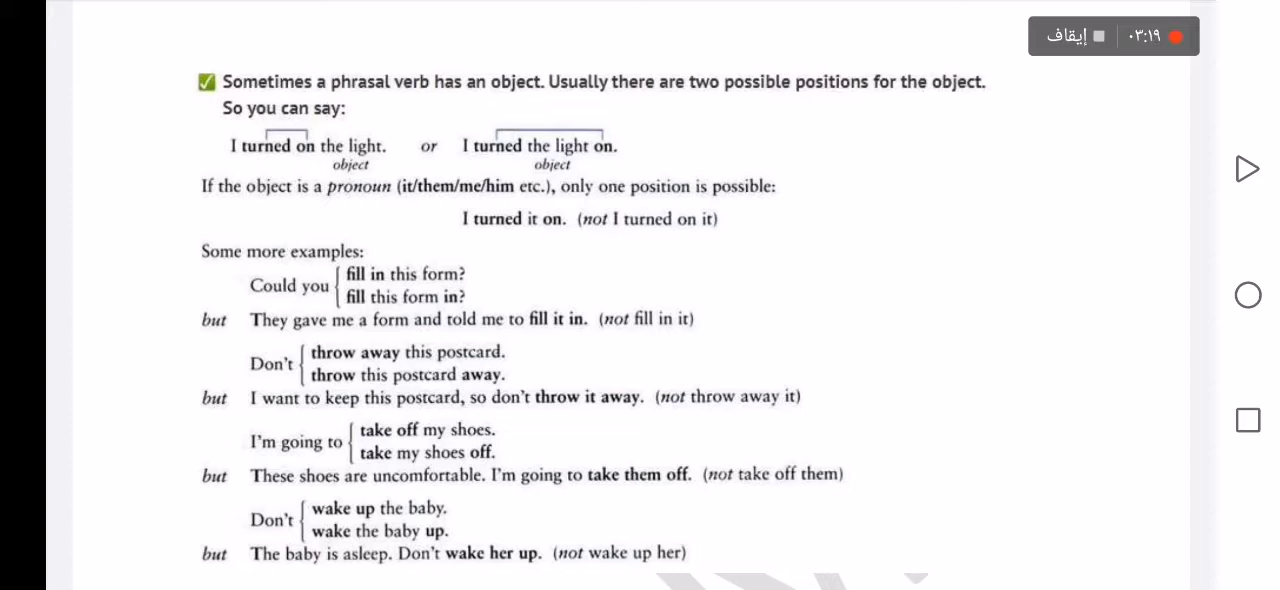 إيقاف ٠٣:١٩
Sometimes a phrasal verb has an object. Usually there are two possible positions for the object.
So you can say:
I turned on the light. or I turned the light on.
object object
If the object is a pronoun (it/them/me/him etc.), only one position is possible:
I turned it on. (not I turned on it)
Some more examples:
fill in this form?
Could you
fill this form in?
but They gave me a form and told me to fill it in. (not fill in it)
throw away this postcard.
Don't
throw this postcard away.
but I want to keep this postcard, so don't throw it away. (not throw away it)
take off my shoes.
I'm going to
take my shoes off.
but These shoes are uncomfortable. I'm going to take them off. (not take off them)
wake up the baby.
Don't
wake the baby up.
but The baby is asleep. Don't wake her up. (not wake up her)